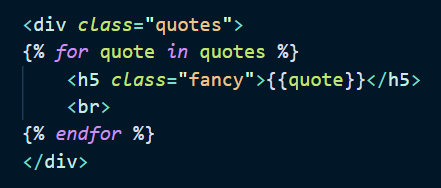 <div class="quotes">
{% for quote in quotes %}
    <h5 class="fancy">{{quote}}</h5>
    <br>
{% endfor %}
</div>